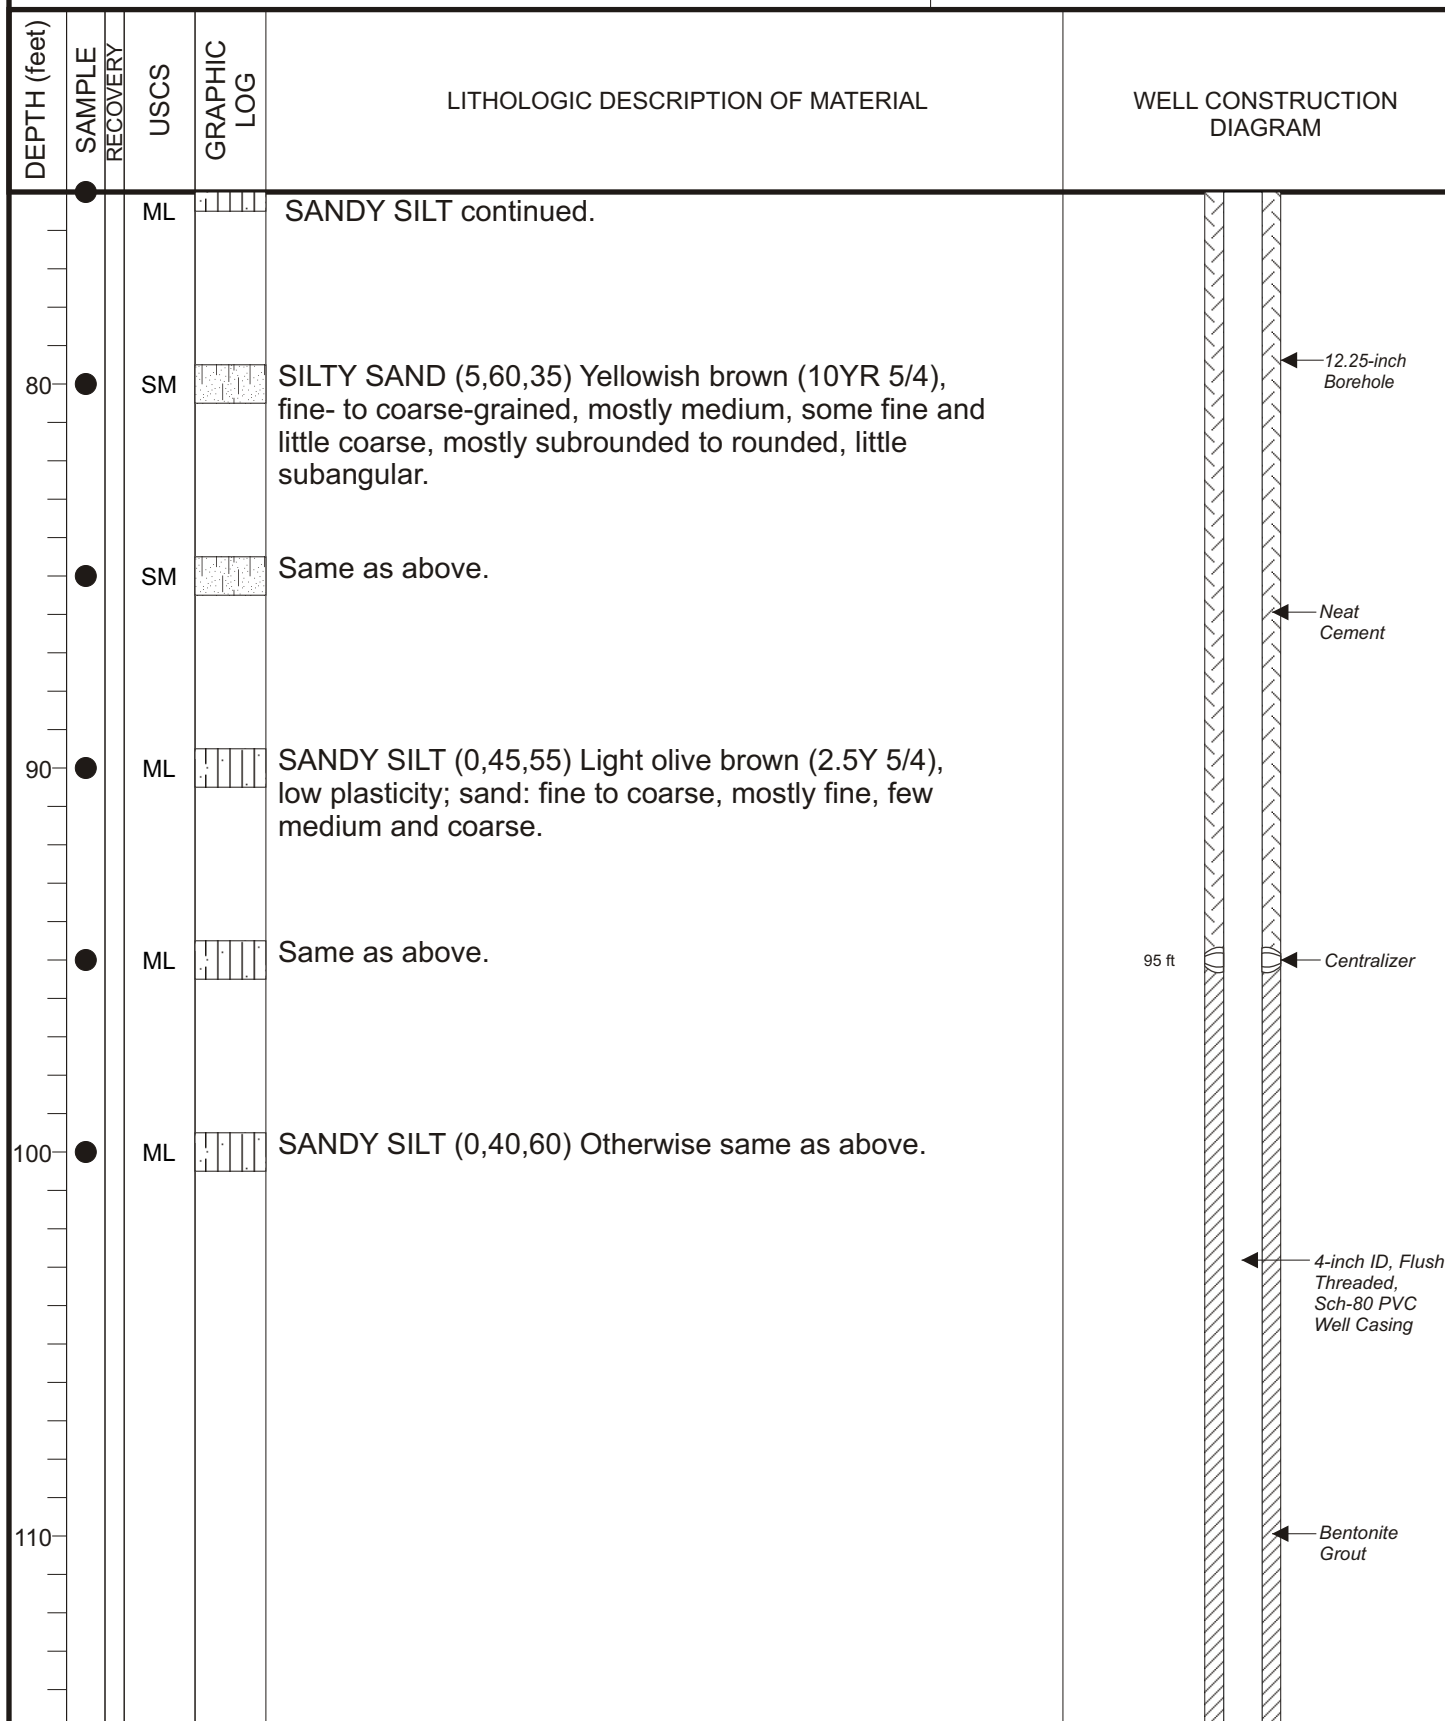 DEPTH (feet)
SAMPLE
RECOVERY
USCS
GRAPHIC
LOG
LITHOLOGIC DESCRIPTION OF MATERIAL
WELL CONSTRUCTION
DIAGRAM
ML
SANDY SILT continued.
12.25-inch
Borehole
80
SM
SILTY SAND (5,60,35) Yellowish brown (10YR 5/4),
fine- to coarse-grained, mostly medium, some fine and
little coarse, mostly subrounded to rounded, little
subangular.
SM
Same as above.
Neat
Cement
90
ML
SANDY SILT (0,45,55) Light olive brown (2.5Y 5/4),
low plasticity; sand: fine to coarse, mostly fine, few
medium and coarse.
ML
Same as above.
95 ft
Centralizer
100
ML
SANDY SILT (0,40,60) Otherwise same as above.
4-inch ID, Flush
Threaded,
Sch-80 PVC
Well Casing
110
Bentonite
Grout